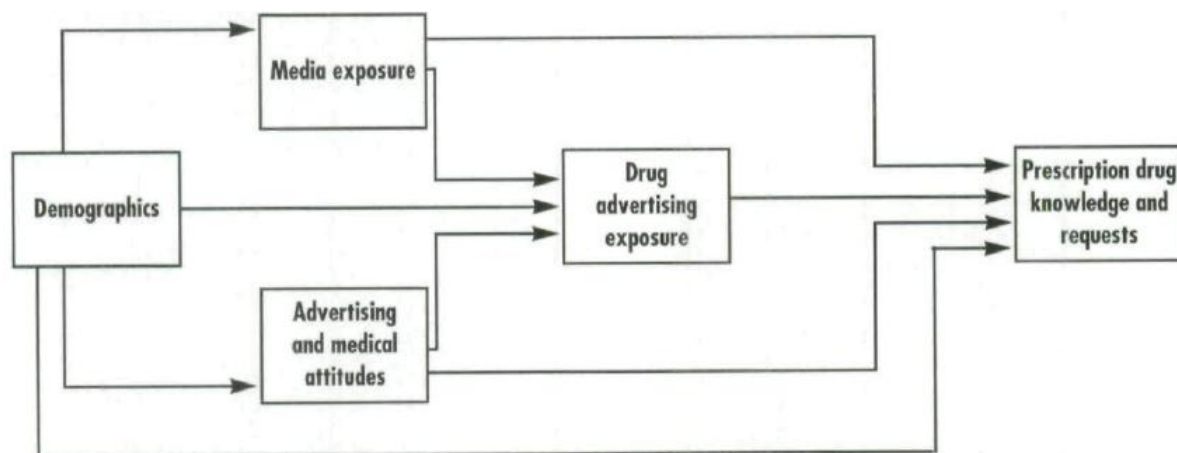 Media exposure
Demographics
Drug
advertising
exposure
Prescription drug
knowledge and
requests
Advertising
and medical
attitudes